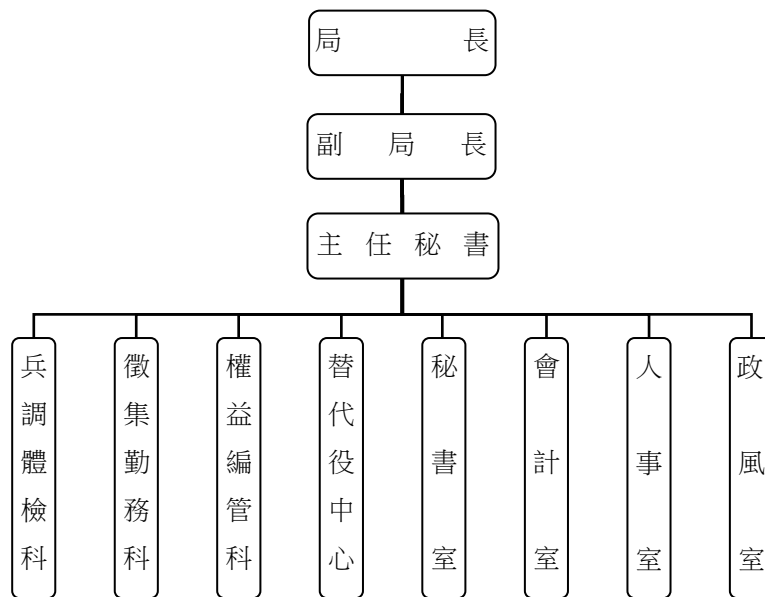 局長
副局長
主任秘書
兵調體檢科
徵集勤務科
權益編管科
替代役中心
秘書室
會計室
人事室
政風室